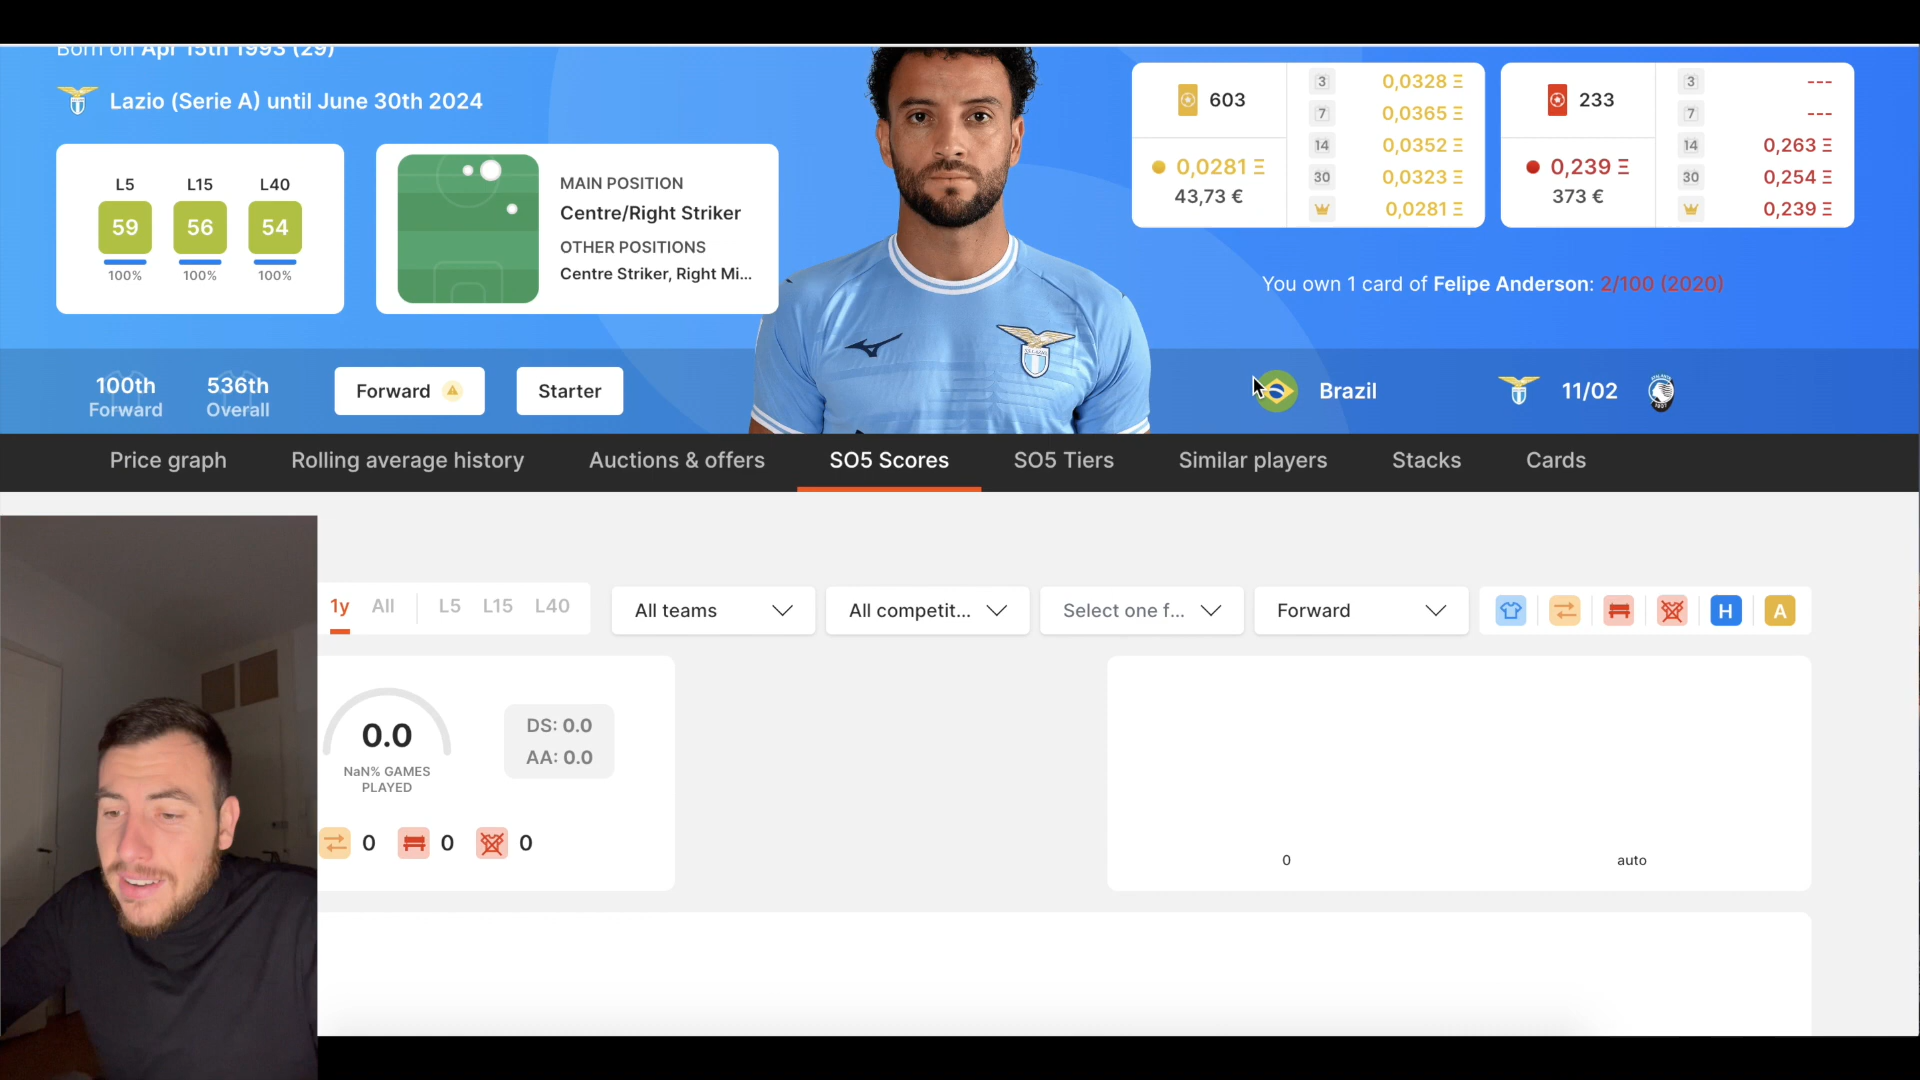 Born on Apr 15th 1993 (29)
Lazio (Serie A) until June 30th 2024
L5 L15 L40
59 56 54
100% 100% 100%
MAIN POSITION
Centre/Right Striker
OTHER POSITIONS
Centre Striker, Right Mi...
603
0,0281 Ξ
43,73 €
3 0,0328 Ξ
7 0,0365 Ξ
14 0,0352 Ξ
30 0,0323 Ξ
0,0281 Ξ
233
0,239 Ξ
373 €
3 ---
7 ---
14 0,263 Ξ
30 0,254 Ξ
0,239 Ξ
You own 1 card of Felipe Anderson: 2/100 (2020)
100th
Forward
536th
Overall
Forward
Starter
Brazil
11/02
Price graph Rolling average history Auctions & offers SO5 Scores SO5 Tiers Similar players Stacks Cards
1y All L5 L15 L40
All teams
All competit...
Select one f...
Forward
H A
0.0
NaN% GAMES
PLAYED
DS: 0.0
AA: 0.0
0 0 0
0 auto